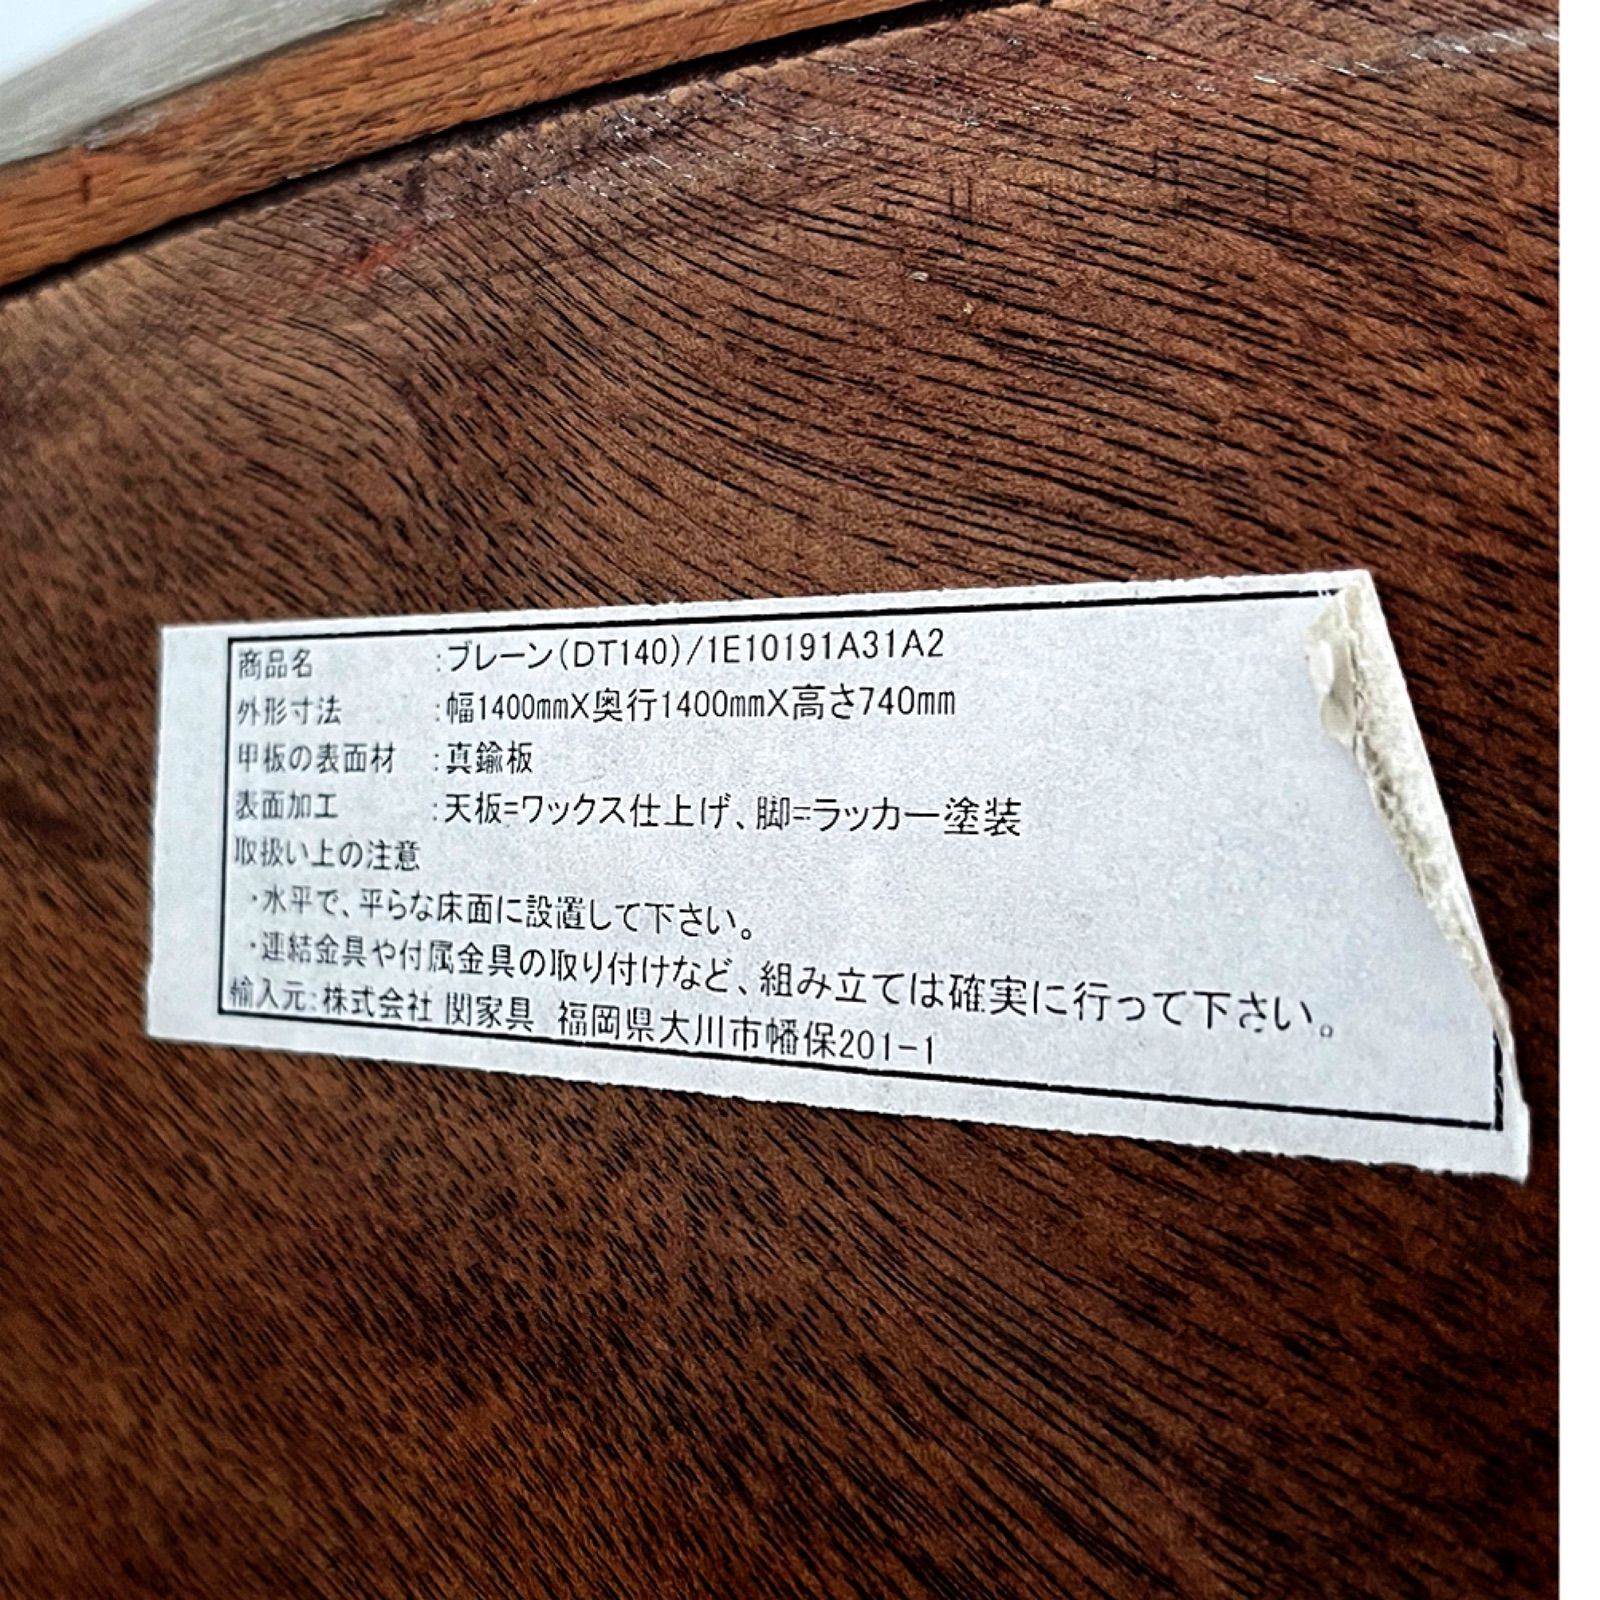 商品名 :ブレーン(DT140)/1E10191A31A2
外形寸法 :幅1400mmX奥行1400mmX高さ740mm
甲板の表面材 :真鍮板
表面加工 :天板=ワックス仕上げ、脚=ラッカー塗装
取扱い上の注意
・水平で、平らな床面に設置して下さい。
・連結金具や付属金具の取り付けなど、組み立ては確実に行って下さい。
輸入元:株式会社 関家具 福岡県大川市幡保201-1